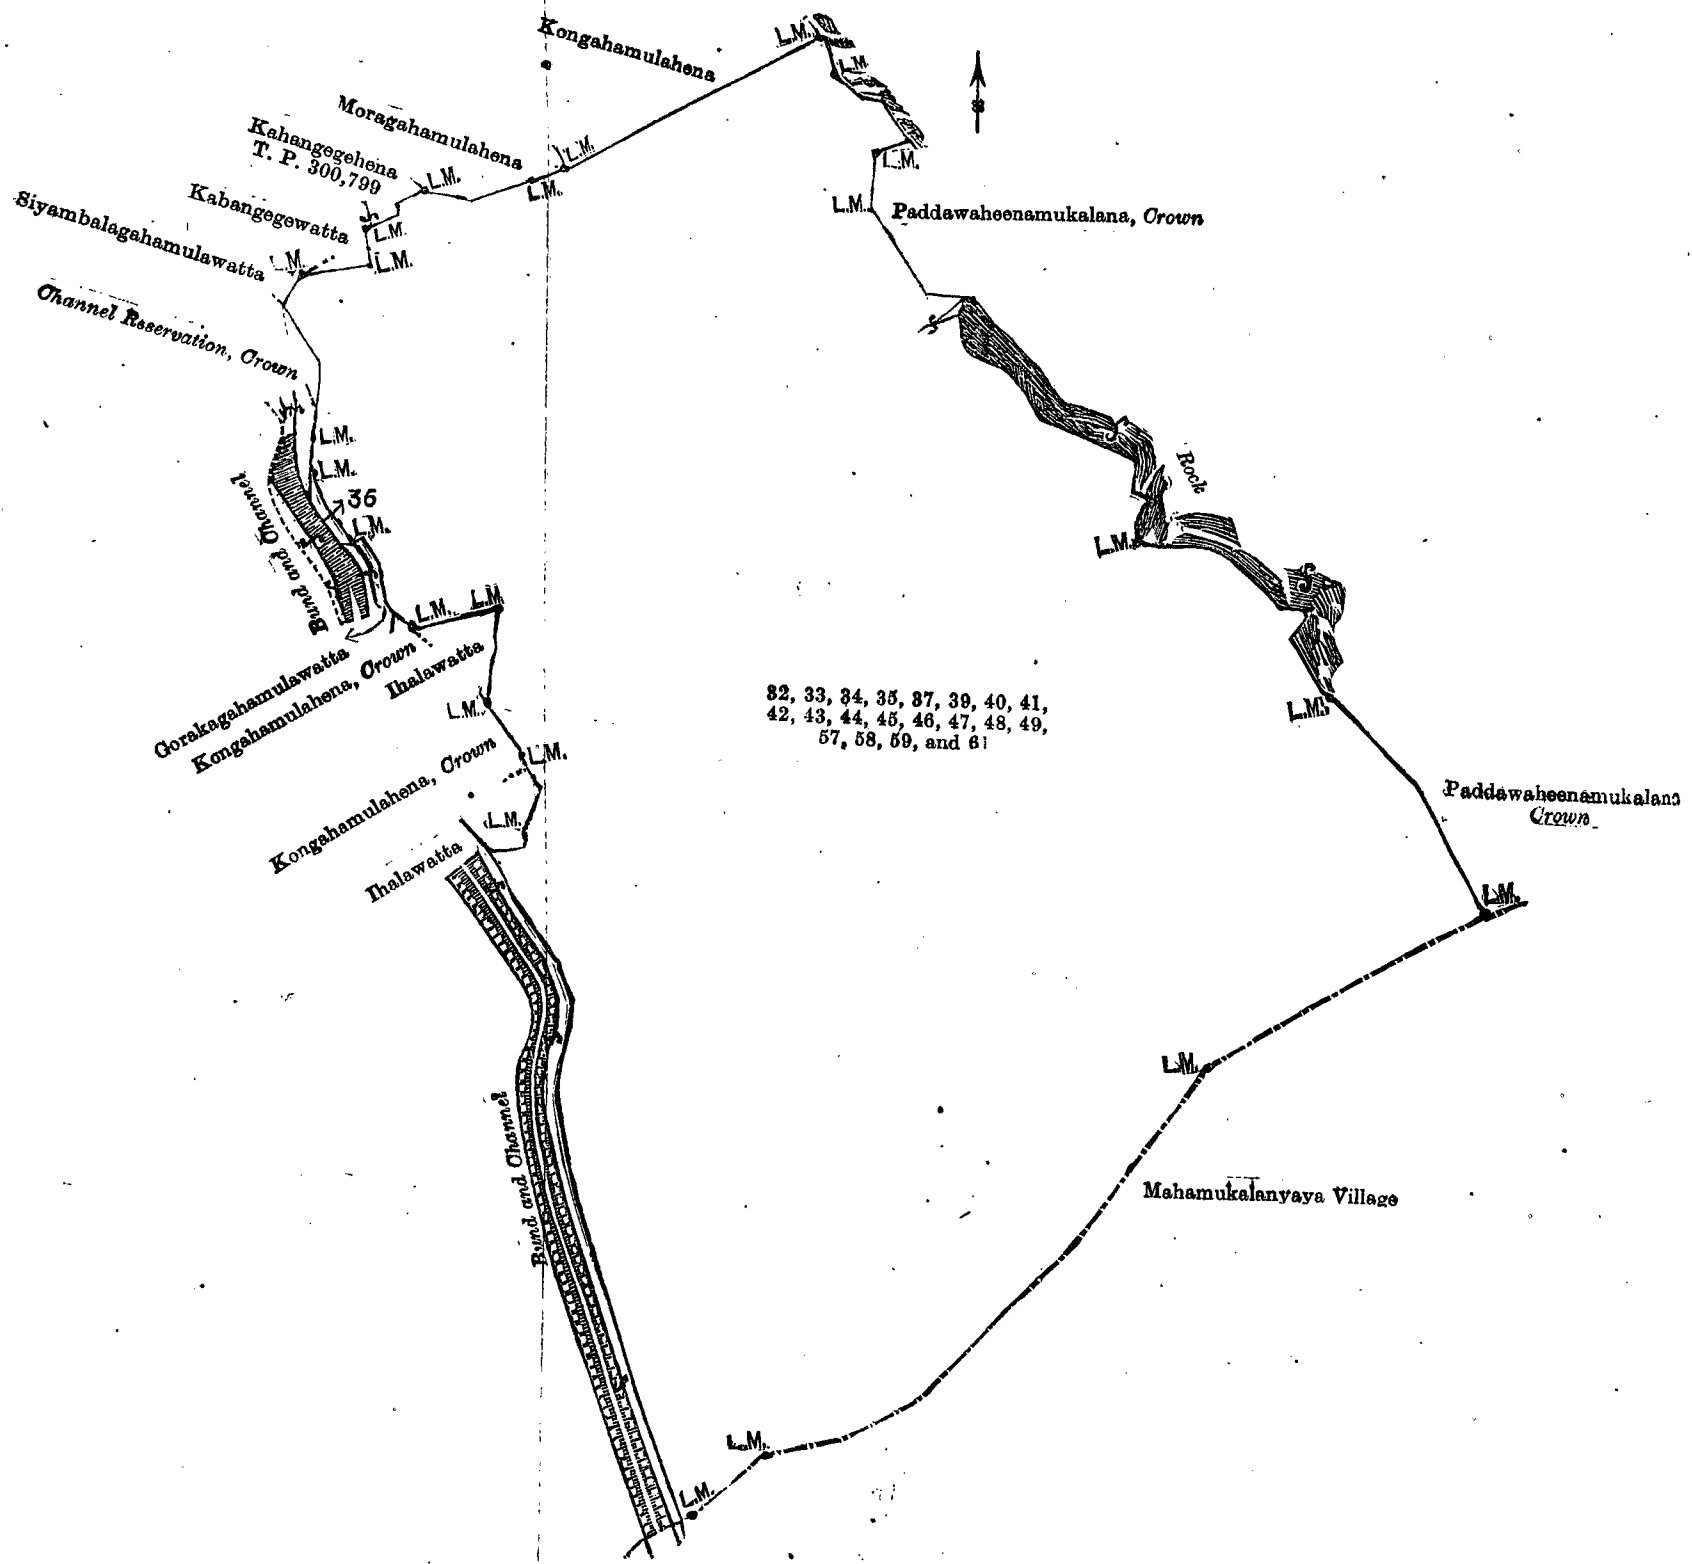 Kongahamulahena
L.M.
L.M.
Moragahamulahena
L.M.
L.M.
Kahangegehena
T. P. 300,799
L.M.
L.M.
Kabangegewatta
L.M.
L.M.
Siyambalagahamulawatta
L.M.
L.M.
Paddawaheenamukalana, Crown
Channel Reservation, Crown
L.M.
L.M.
36
L.M.
Bund and Channel
Rock
L.M.
L.M.
L.M.
Gorakagahamulawatta
Kongahamulahena, Crown
Ihalawatta
L.M.
L.M.
32, 33, 34, 35, 37, 39, 40, 41,
42, 43, 44, 45, 46, 47, 48, 49,
57, 58, 59, and 61
Kongahamulahena, Crown
L.M.
L.M.
Ihalawatta
Paddawaheenamukalana
Crown
L.M.
L.M.
Bund and Channel
Mahamukalanyaya Village
L.M.
L.M.